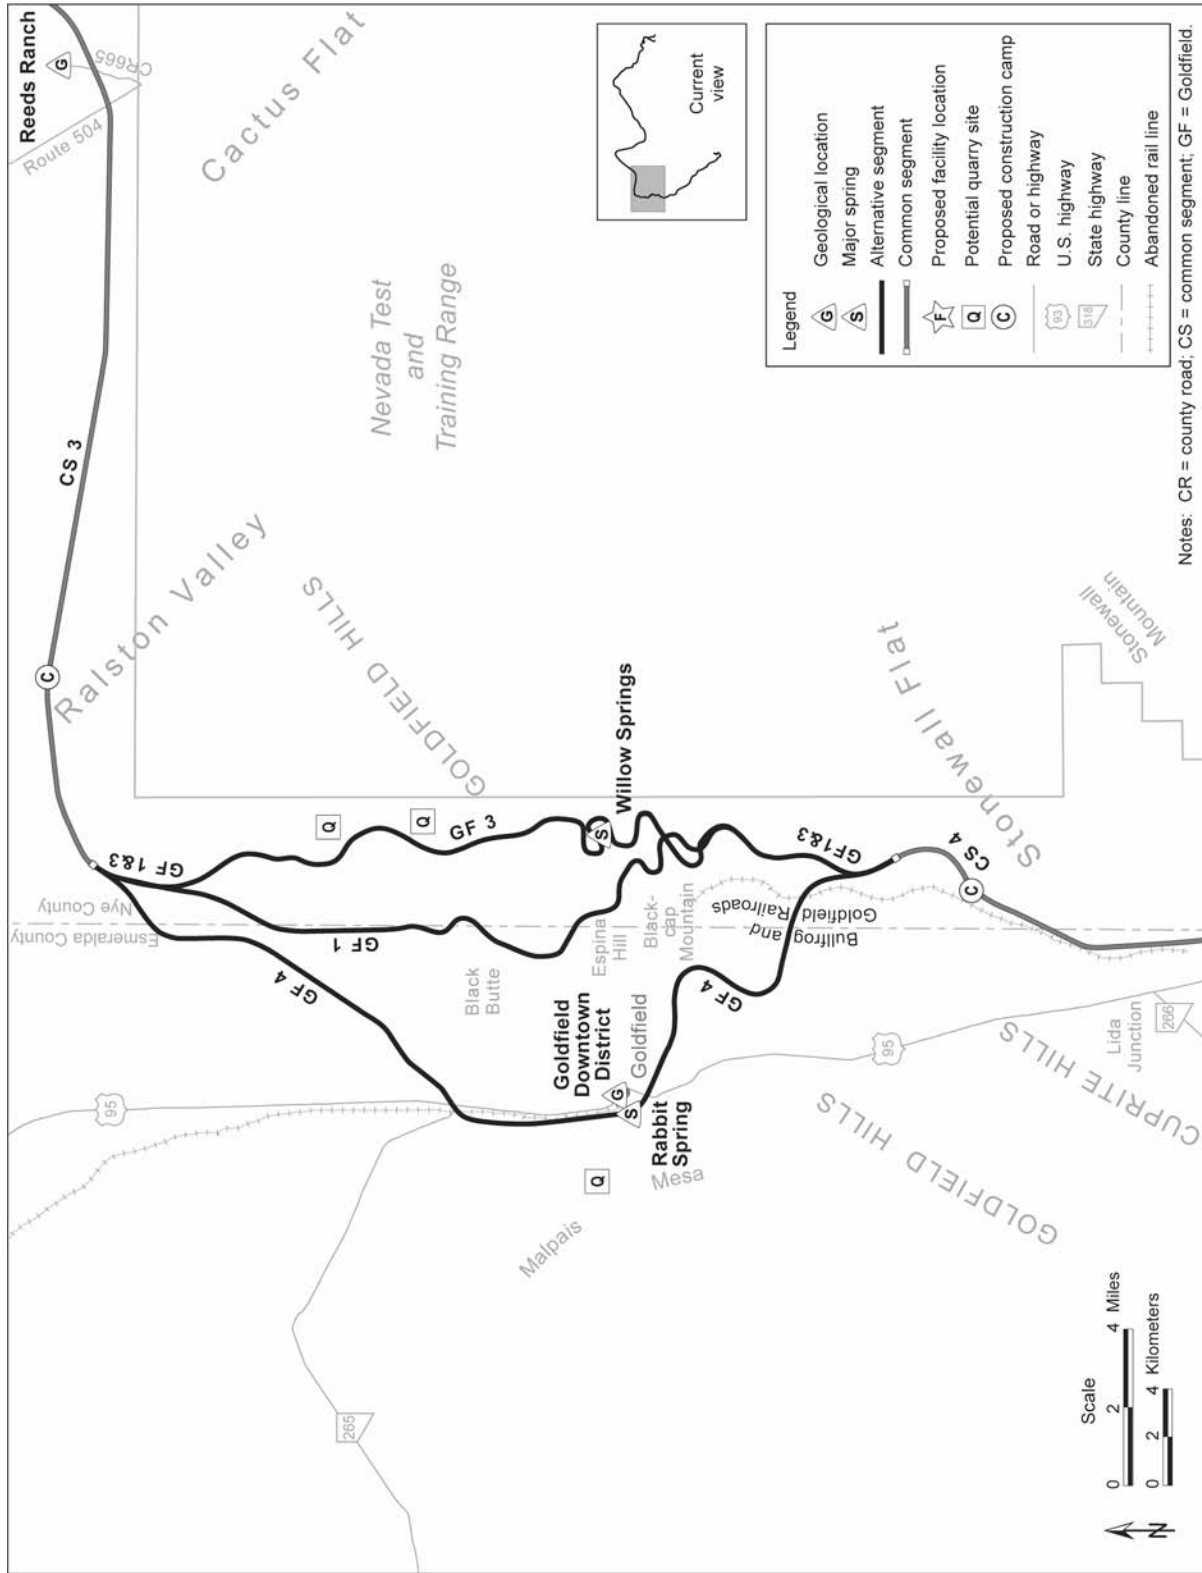 Reeds Ranch
CR665
Route 504
Cactus Flat
CS 3
Nevada Test
and
Training Range
Ralston Valley
GOLDFIELD HILLS
GF 1&3
Nye County
Esmeralda County
GF 3
GF 1
GF 4
95
265
Willow Springs
Black
Butte
Espina
Hill
Black-
cap
Mountain
Goldfield
Downtown
District
Goldfield
Rabbit
Spring
Mesa
Malpais
GF 4
Bullfrog and
Goldfield
Railroads
GF1&3
CS 4
Stonewall Flat
Stonewall
Mountain
95
Lida
Junction
266
CUPRITE HILLS
GOLDFIELD HILLS
G
C
Q
Q
S
G
S
Q
C
Current
view
Legend
G Geological location
S Major spring
Alternative segment
Common segment
F Proposed facility location
Q Potential quarry site
C Proposed construction camp
Road or highway
93 U.S. highway
318 State highway
County line
Abandoned rail line
N
Scale
0 2 4 Miles
0 2 4 Kilometers
Notes: CR = county road; CS = common segment; GF = Goldfield.